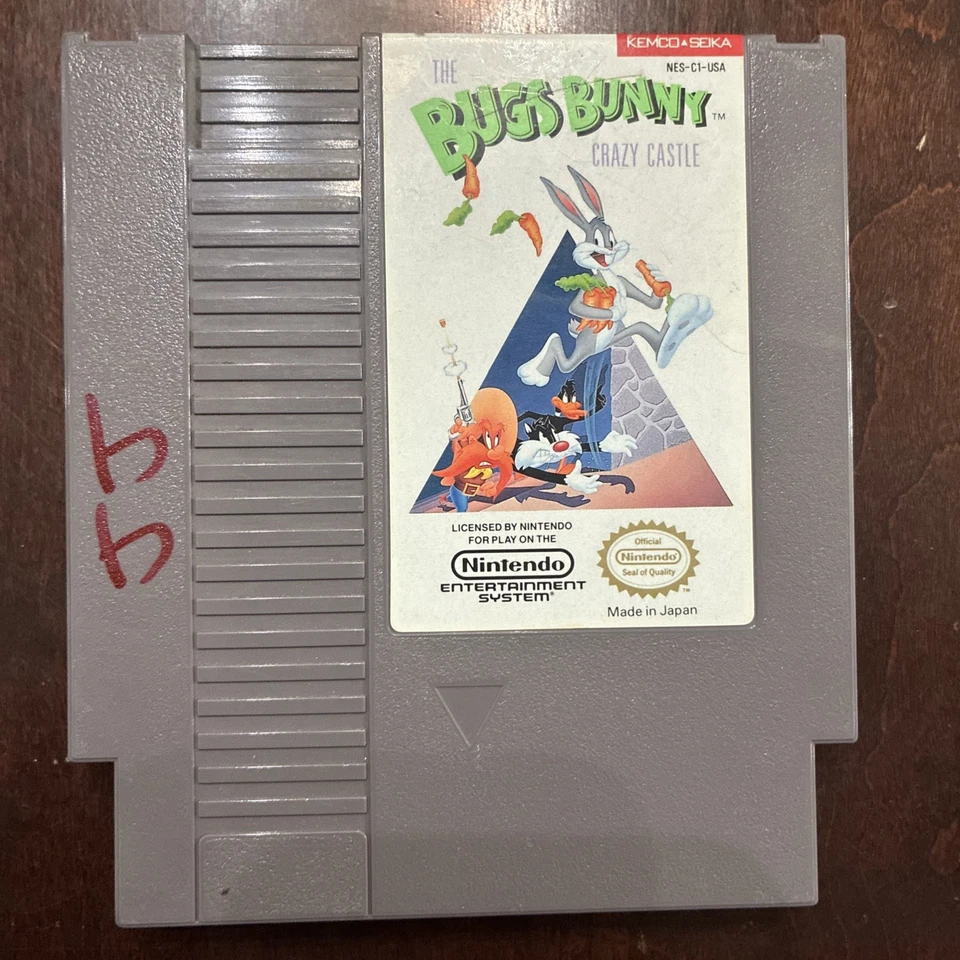 KEMCO▲SEIKA
NES-C1-USA
THE
BUGS BUNNY™
CRAZY CASTLE
LICENSED BY NINTENDO
FOR PLAY ON THE
Nintendo
ENTERTAINMENT
SYSTEM®
Official
Nintendo®
Seal of Quality
™
Made in Japan